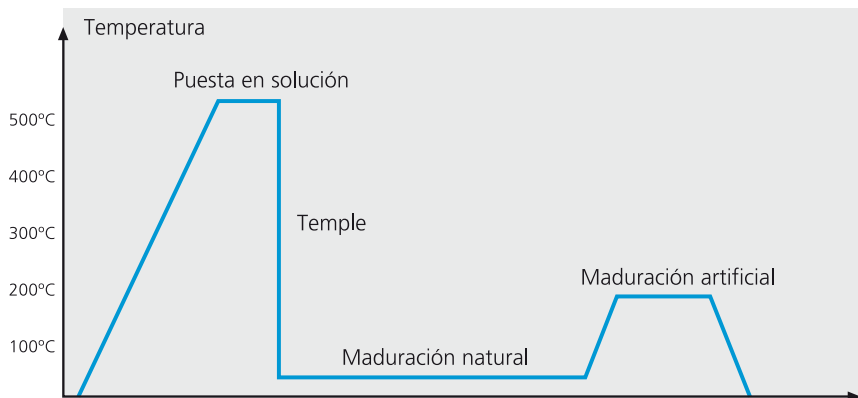 Temperatura
Puesta en solución
500ºC
400ºC
300ºC
Temple
200ºC
Maduración artificial
100ºC
Maduración natural